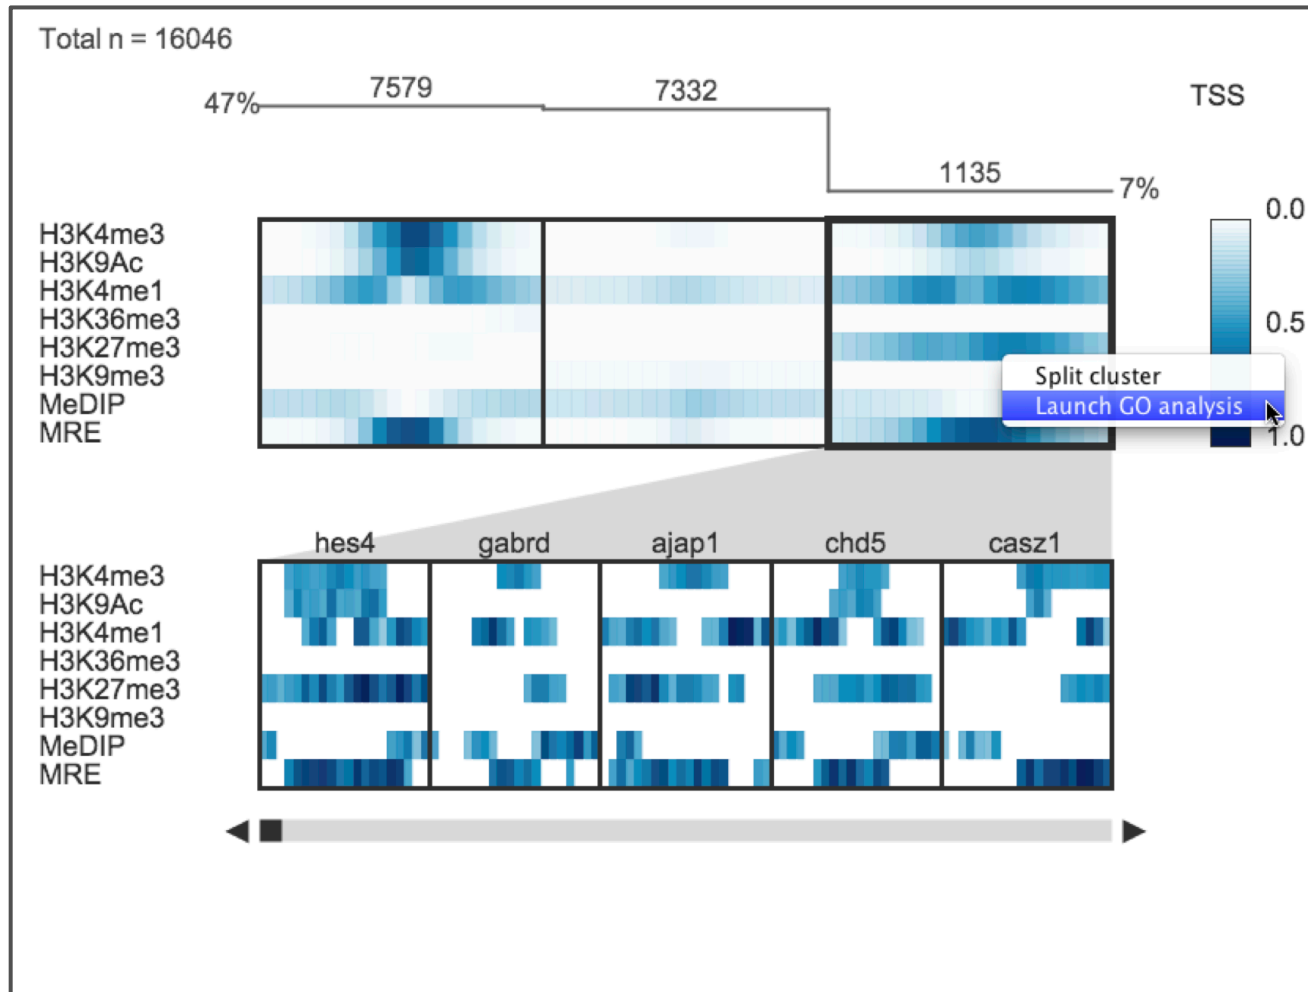 Total n = 16046
47%
7579
7332
1135
7%
TSS
0.0
0.5
1.0
H3K4me3
H3K9Ac
H3K4me1
H3K36me3
H3K27me3
H3K9me3
MeDIP
MRE
Split cluster
Launch GO analysis
hes4 gabrd ajap1 chd5 casz1
H3K4me3
H3K9Ac
H3K4me1
H3K36me3
H3K27me3
H3K9me3
MeDIP
MRE